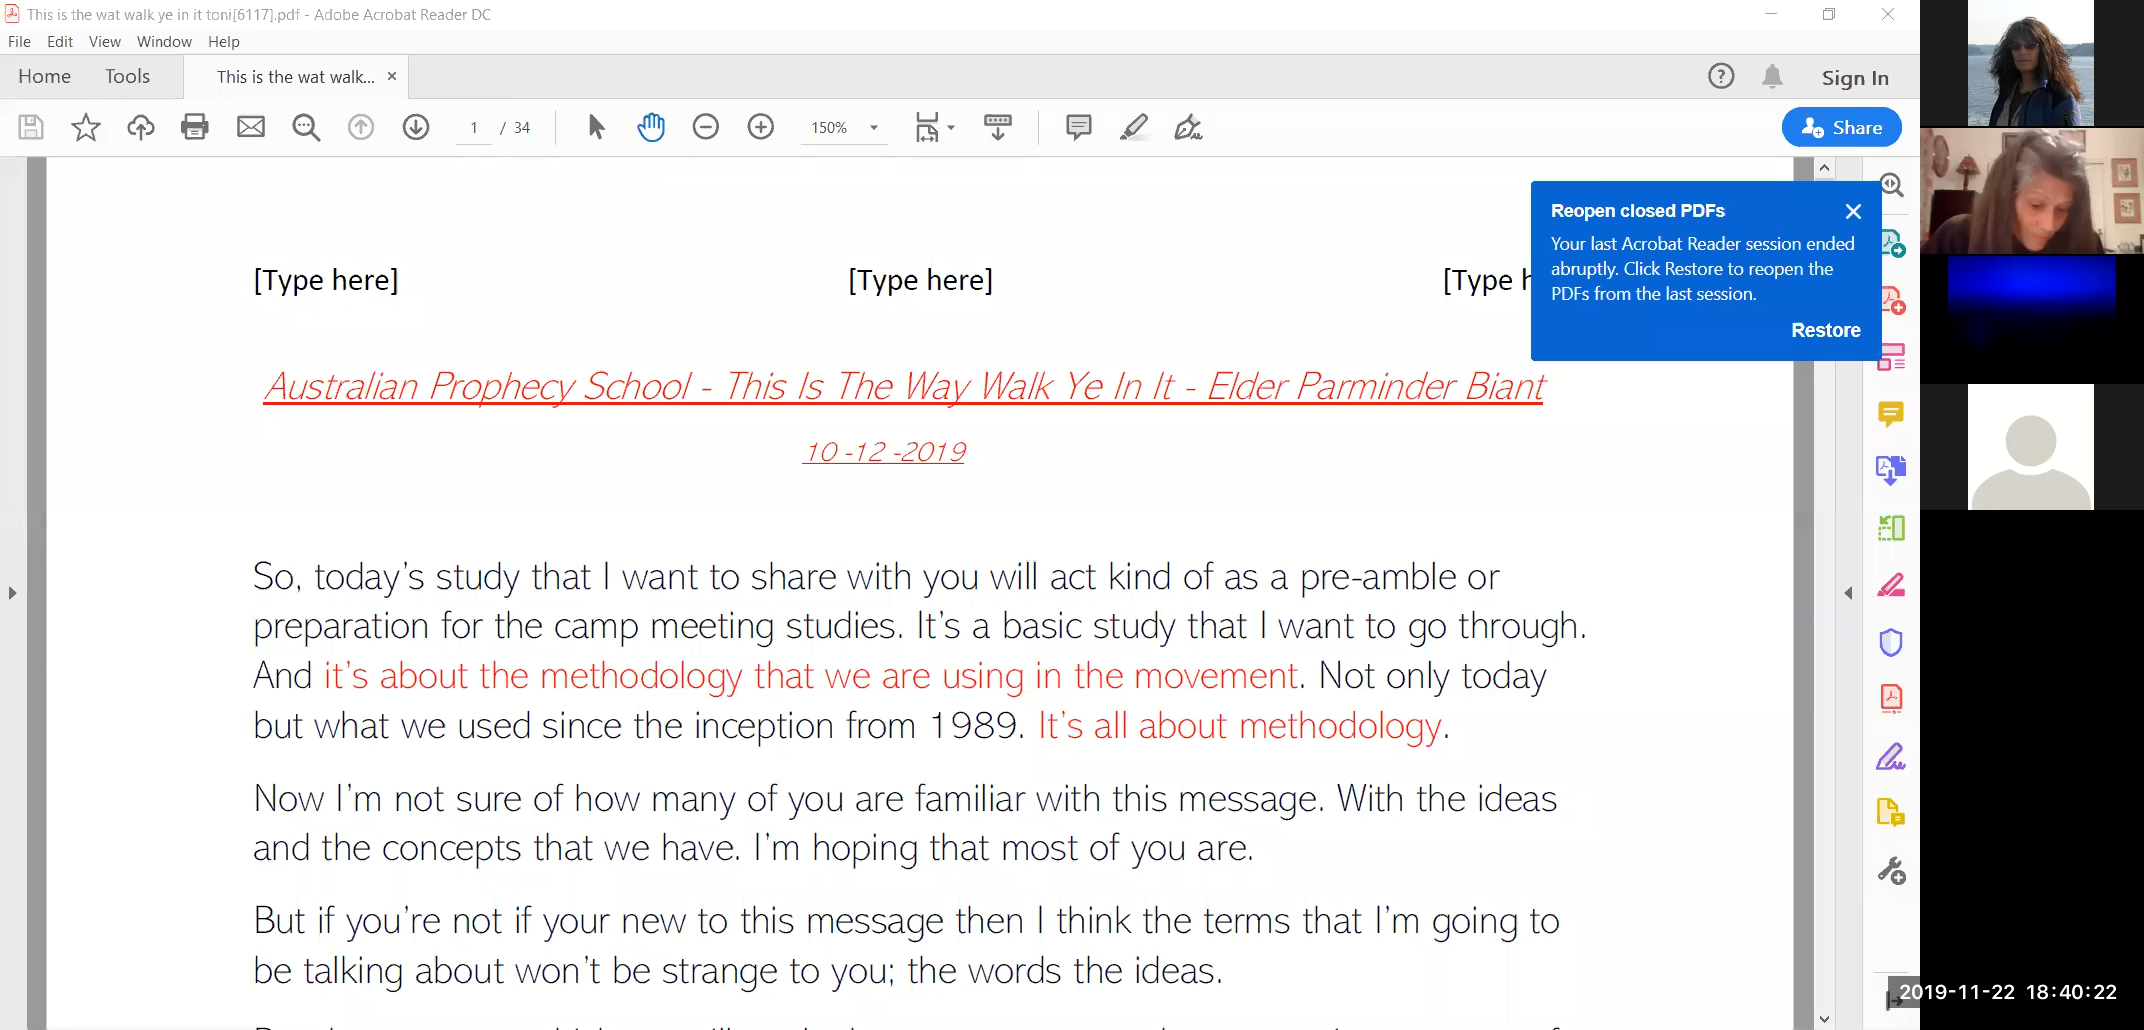 This is the wat walk ye in it toni[6117].pdf - Adobe Acrobat Reader DC
File Edit View Window Help
Home Tools This is the wat walk... × Sign In
1 / 34 150% Share
Reopen closed PDFs
Your last Acrobat Reader session ended
abruptly. Click Restore to reopen the
PDFs from the last session.
Restore
[Type here] [Type here] [Type h
Australian Prophecy School - This Is The Way Walk Ye In It - Elder Parminder Biant
10 -12 -2019
So, today's study that I want to share with you will act kind of as a pre-amble or
preparation for the camp meeting studies. It's a basic study that I want to go through.
And it's about the methodology that we are using in the movement. Not only today
but what we used since the inception from 1989. It's all about methodology.
Now I'm not sure of how many of you are familiar with this message. With the ideas
and the concepts that we have. I'm hoping that most of you are.
But if you're not if your new to this message then I think the terms that I'm going to
be talking about won't be strange to you; the words the ideas.
2019-11-22 18:40:22